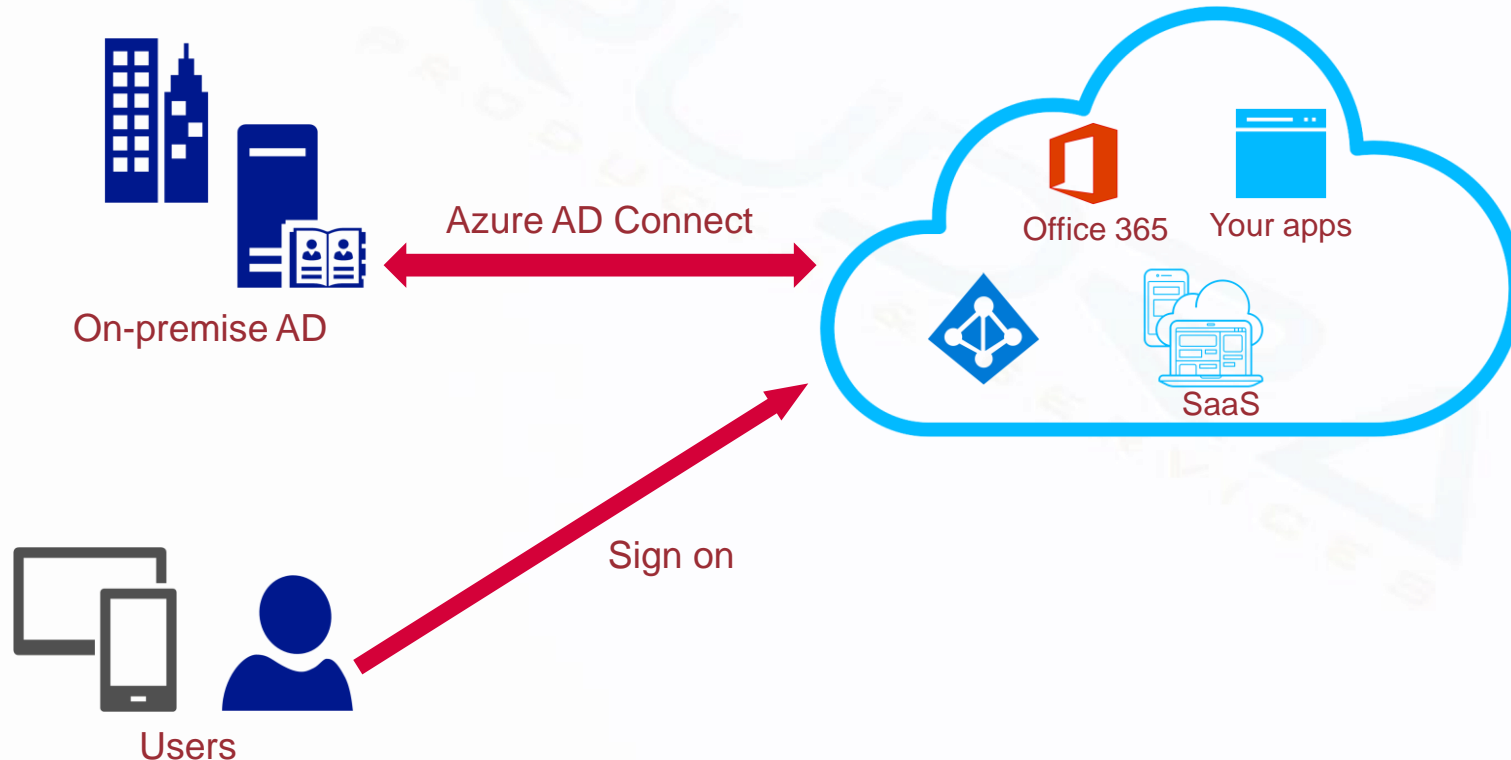 Azure AD Connect
On-premise AD
Office 365
Your apps
SaaS
Sign on
Users